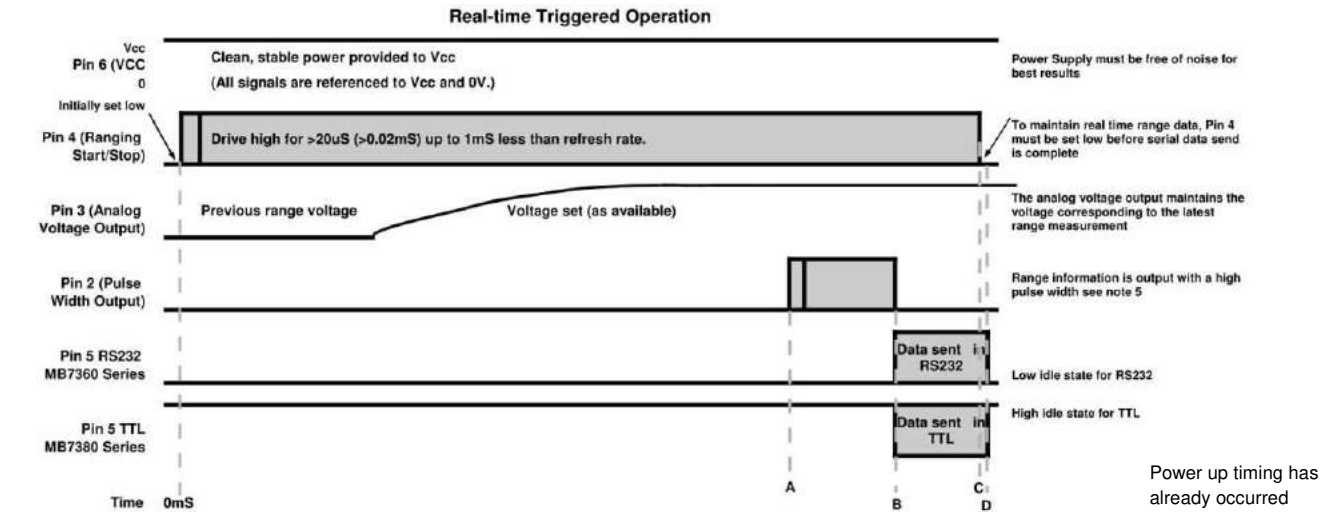 Real-time Triggered Operation
Vcc
Pin 6 (VCC
0
Clean, stable power provided to Vcc
(All signals are referenced to Vcc and 0V.)
Power Supply must be free of noise for
best results
Initially set low
Pin 4 (Ranging
Start/Stop)
Drive high for >20uS (>0.02mS) up to 1mS less than refresh rate.
To maintain real time range data, Pin 4
must be set low before serial data send
is complete
Pin 3 (Analog
Voltage Output)
Previous range voltage
Voltage set (as available)
The analog voltage output maintains the
voltage corresponding to the latest
range measurement
Pin 2 (Pulse
Width Output)
Range information is output with a high
pulse width see note 5
Pin 5 RS232
MB7360 Series
Data sent in
RS232
Low idle state for RS232
Pin 5 TTL
MB7380 Series
Data sent in
TTL
High idle state for TTL
Time 0mS
A
B
C
D
Power up timing has
already occurred